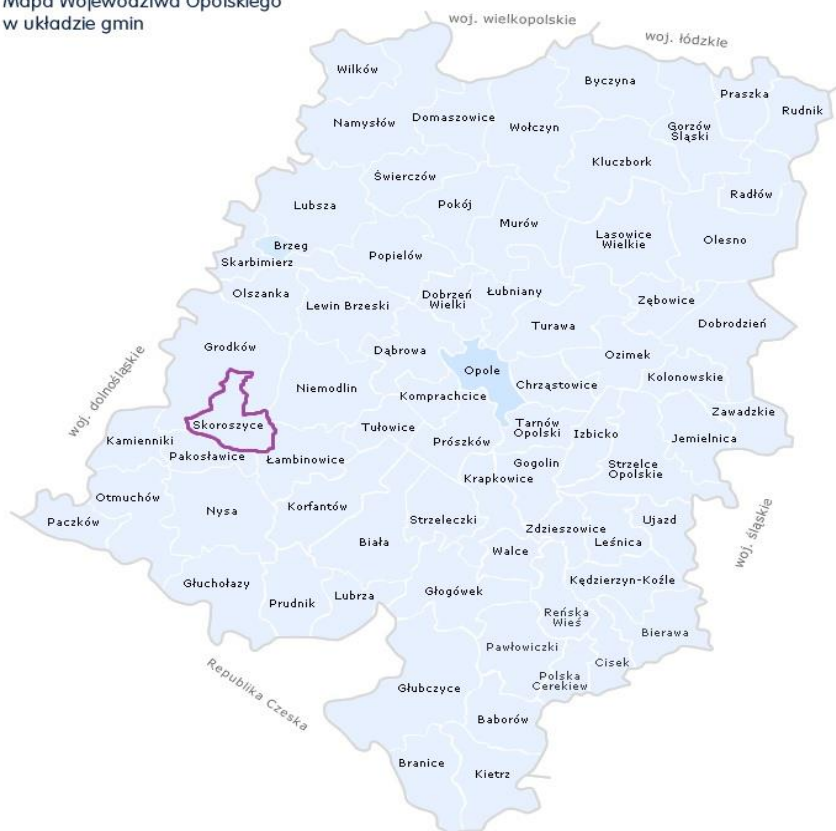 Mapa Województwa Opolskiego
w układzie gmin
woj. wielkopolskie
woj. łódzkie
Wilków
Byczyna
Praszka
Rudnik
Namysłów
Domaszowice
Wołczyn
Gorzów
Śląski
Kluczbork
Świerczów
Radłów
Lubsza
Pokój
Murów
Lasowice
Wielkie
Olesno
Brzeg
Skarbimierz
Popielów
Olszanka
Lewin Brzeski
Dobrzeń
Wielki
Łubniany
Zębowice
Turawa
Dobrodzień
Grodków
Dąbrowa
Ozimek
Opole
Chrząstowice
Kolonowskie
woj. dolnośląskie
Niemodlin
Komprachcice
Zawadzkie
Skoroszyce
Tułowice
Tarnów
Opolski
Izbicko
Jemielnica
Kamienniki
Prószków
Pakosławice
Łambinowice
Gogolin
Strzelce
Opolskie
Krapkowice
Otmuchów
Paczków
Nysa
Korfantów
Strzeleczki
Zdzieszowice
Ujazd
woj. śląskie
Leśnica
Biała
Walce
Głuchołazy
Prudnik
Lubrza
Głogówek
Kędzierzyn-Koźle
Reńska
Wieś
Bierawa
Pawłowiczki
Cisek
Republika Czeska
Polska
Cerekiew
Głubczyce
Baborów
Branice
Kietrz